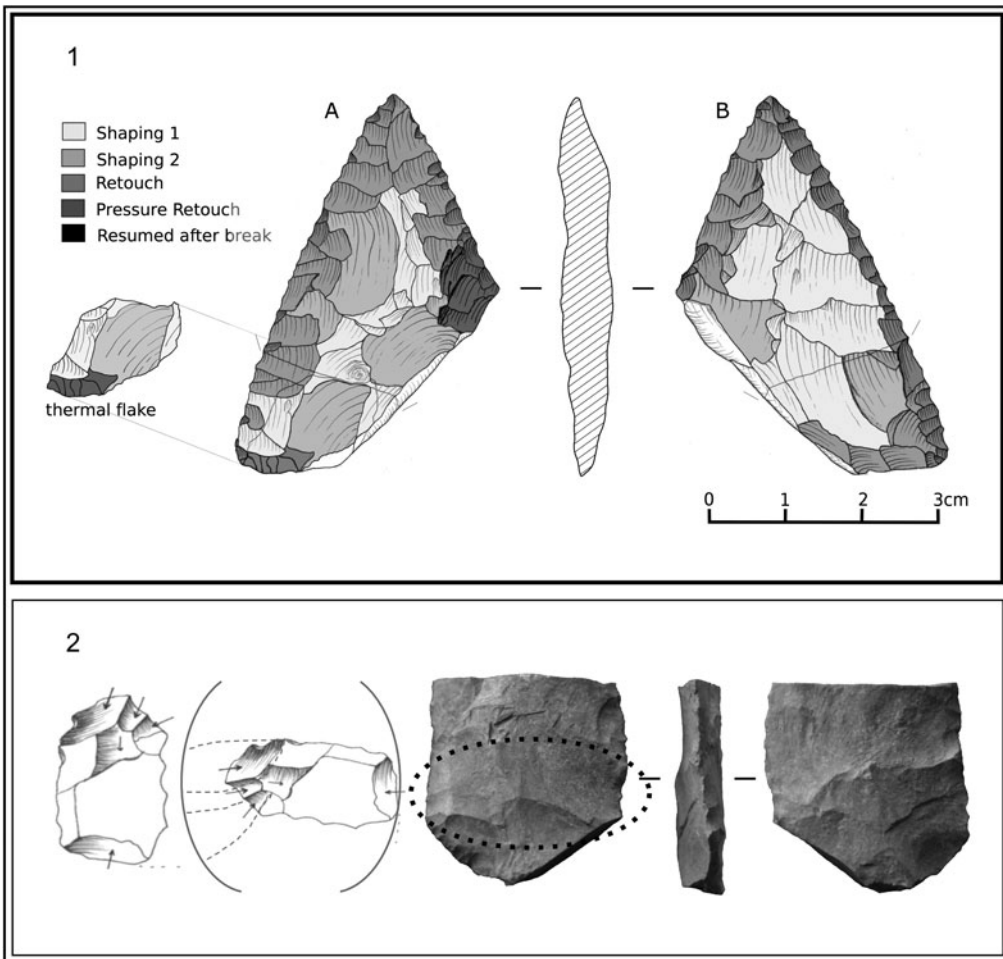 1
A
B
Shaping 1
Shaping 2
Retouch
Pressure Retouch
Resumed after break
thermal flake
0 1 2 3cm
2